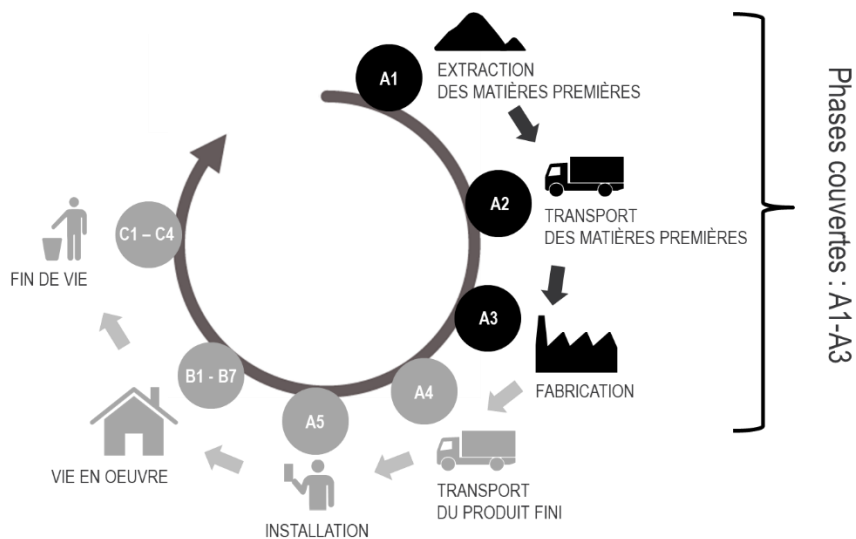 A1
EXTRACTION
DES MATIÈRES PREMIÈRES
A2
TRANSPORT
DES MATIÈRES PREMIÈRES
A3
FABRICATION
A4
TRANSPORT
DU PRODUIT FINI
A5
INSTALLATION
B1 - B7
VIE EN OEUVRE
C1 – C4
FIN DE VIE
Phases couvertes : A1-A3